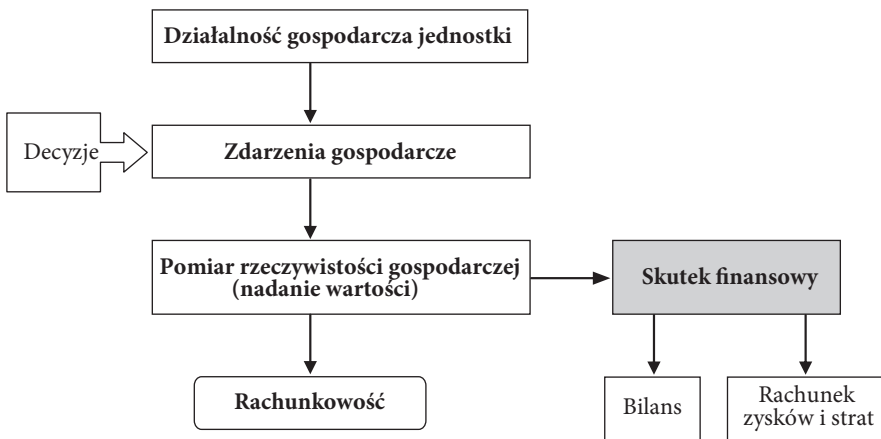 Działalność gospodarcza jednostki
Decyzje
Zdarzenia gospodarcze
Pomiar rzeczywistości gospodarczej
(nadanie wartości)
Skutek finansowy
Rachunkowość
Bilans
Rachunek
zysków i strat